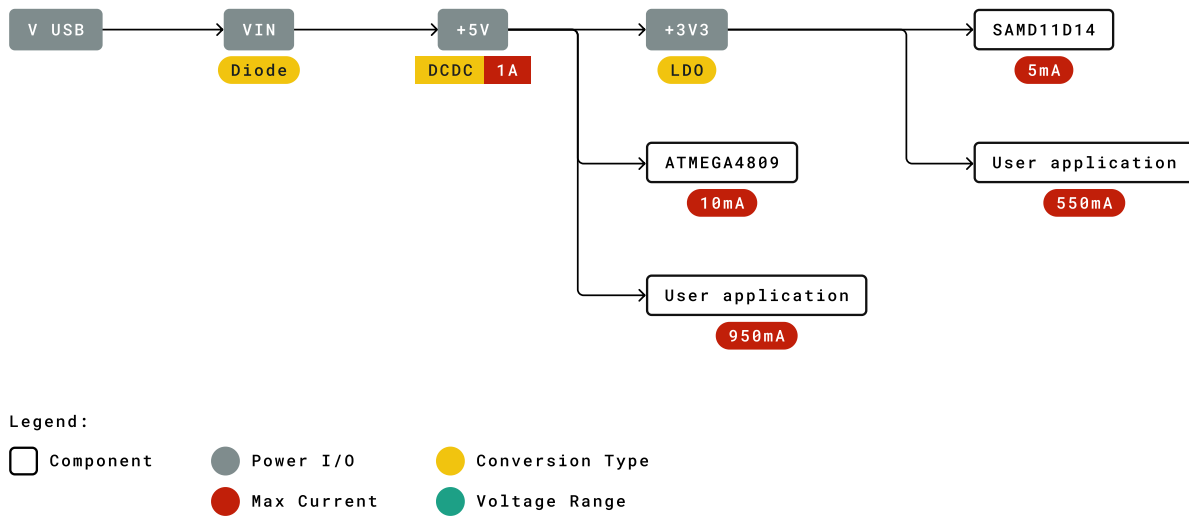 V USB
VIN
+5V
+3V3
SAMD11D14
Diode
DCDC 1A
LDO
5mA
ATMEGA4809
User application
10mA
550mA
User application
950mA
Legend:
Component
Power I/O
Conversion Type
Max Current
Voltage Range